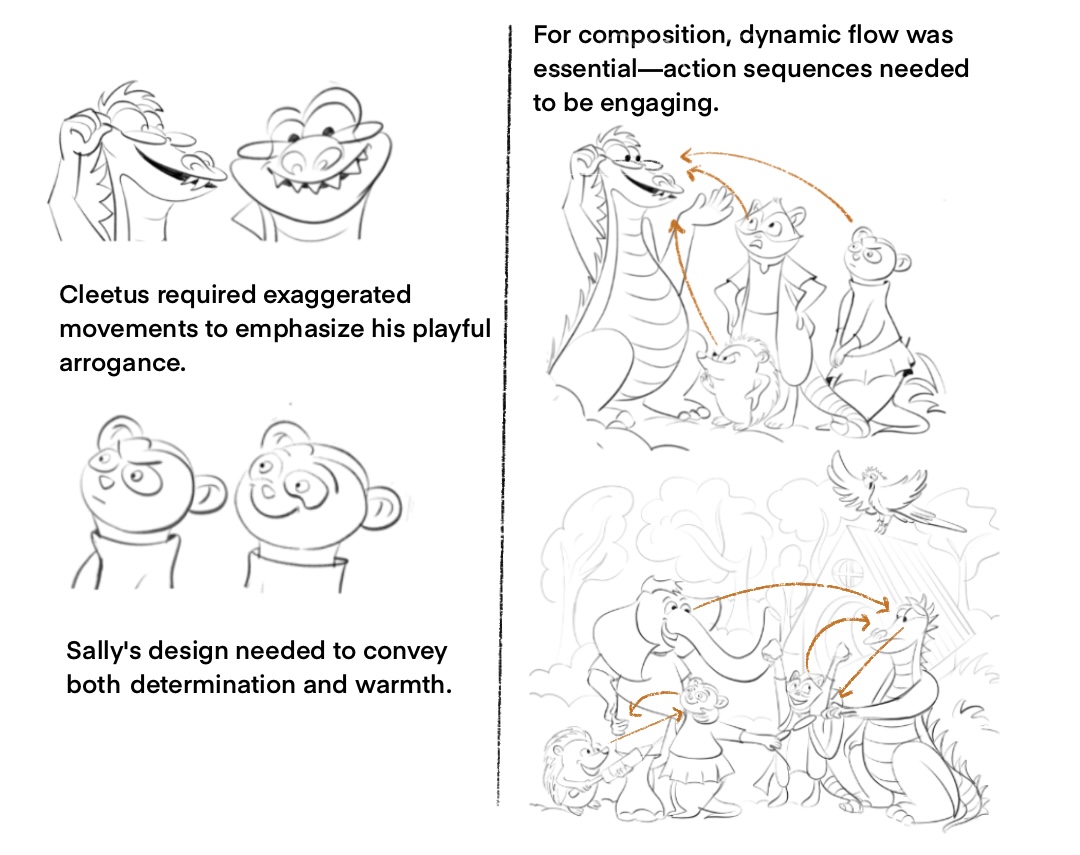 Cleetus required exaggerated
movements to emphasize his playful
arrogance.
Sally's design needed to convey
both determination and warmth.
For composition, dynamic flow was
essential—action sequences needed
to be engaging.